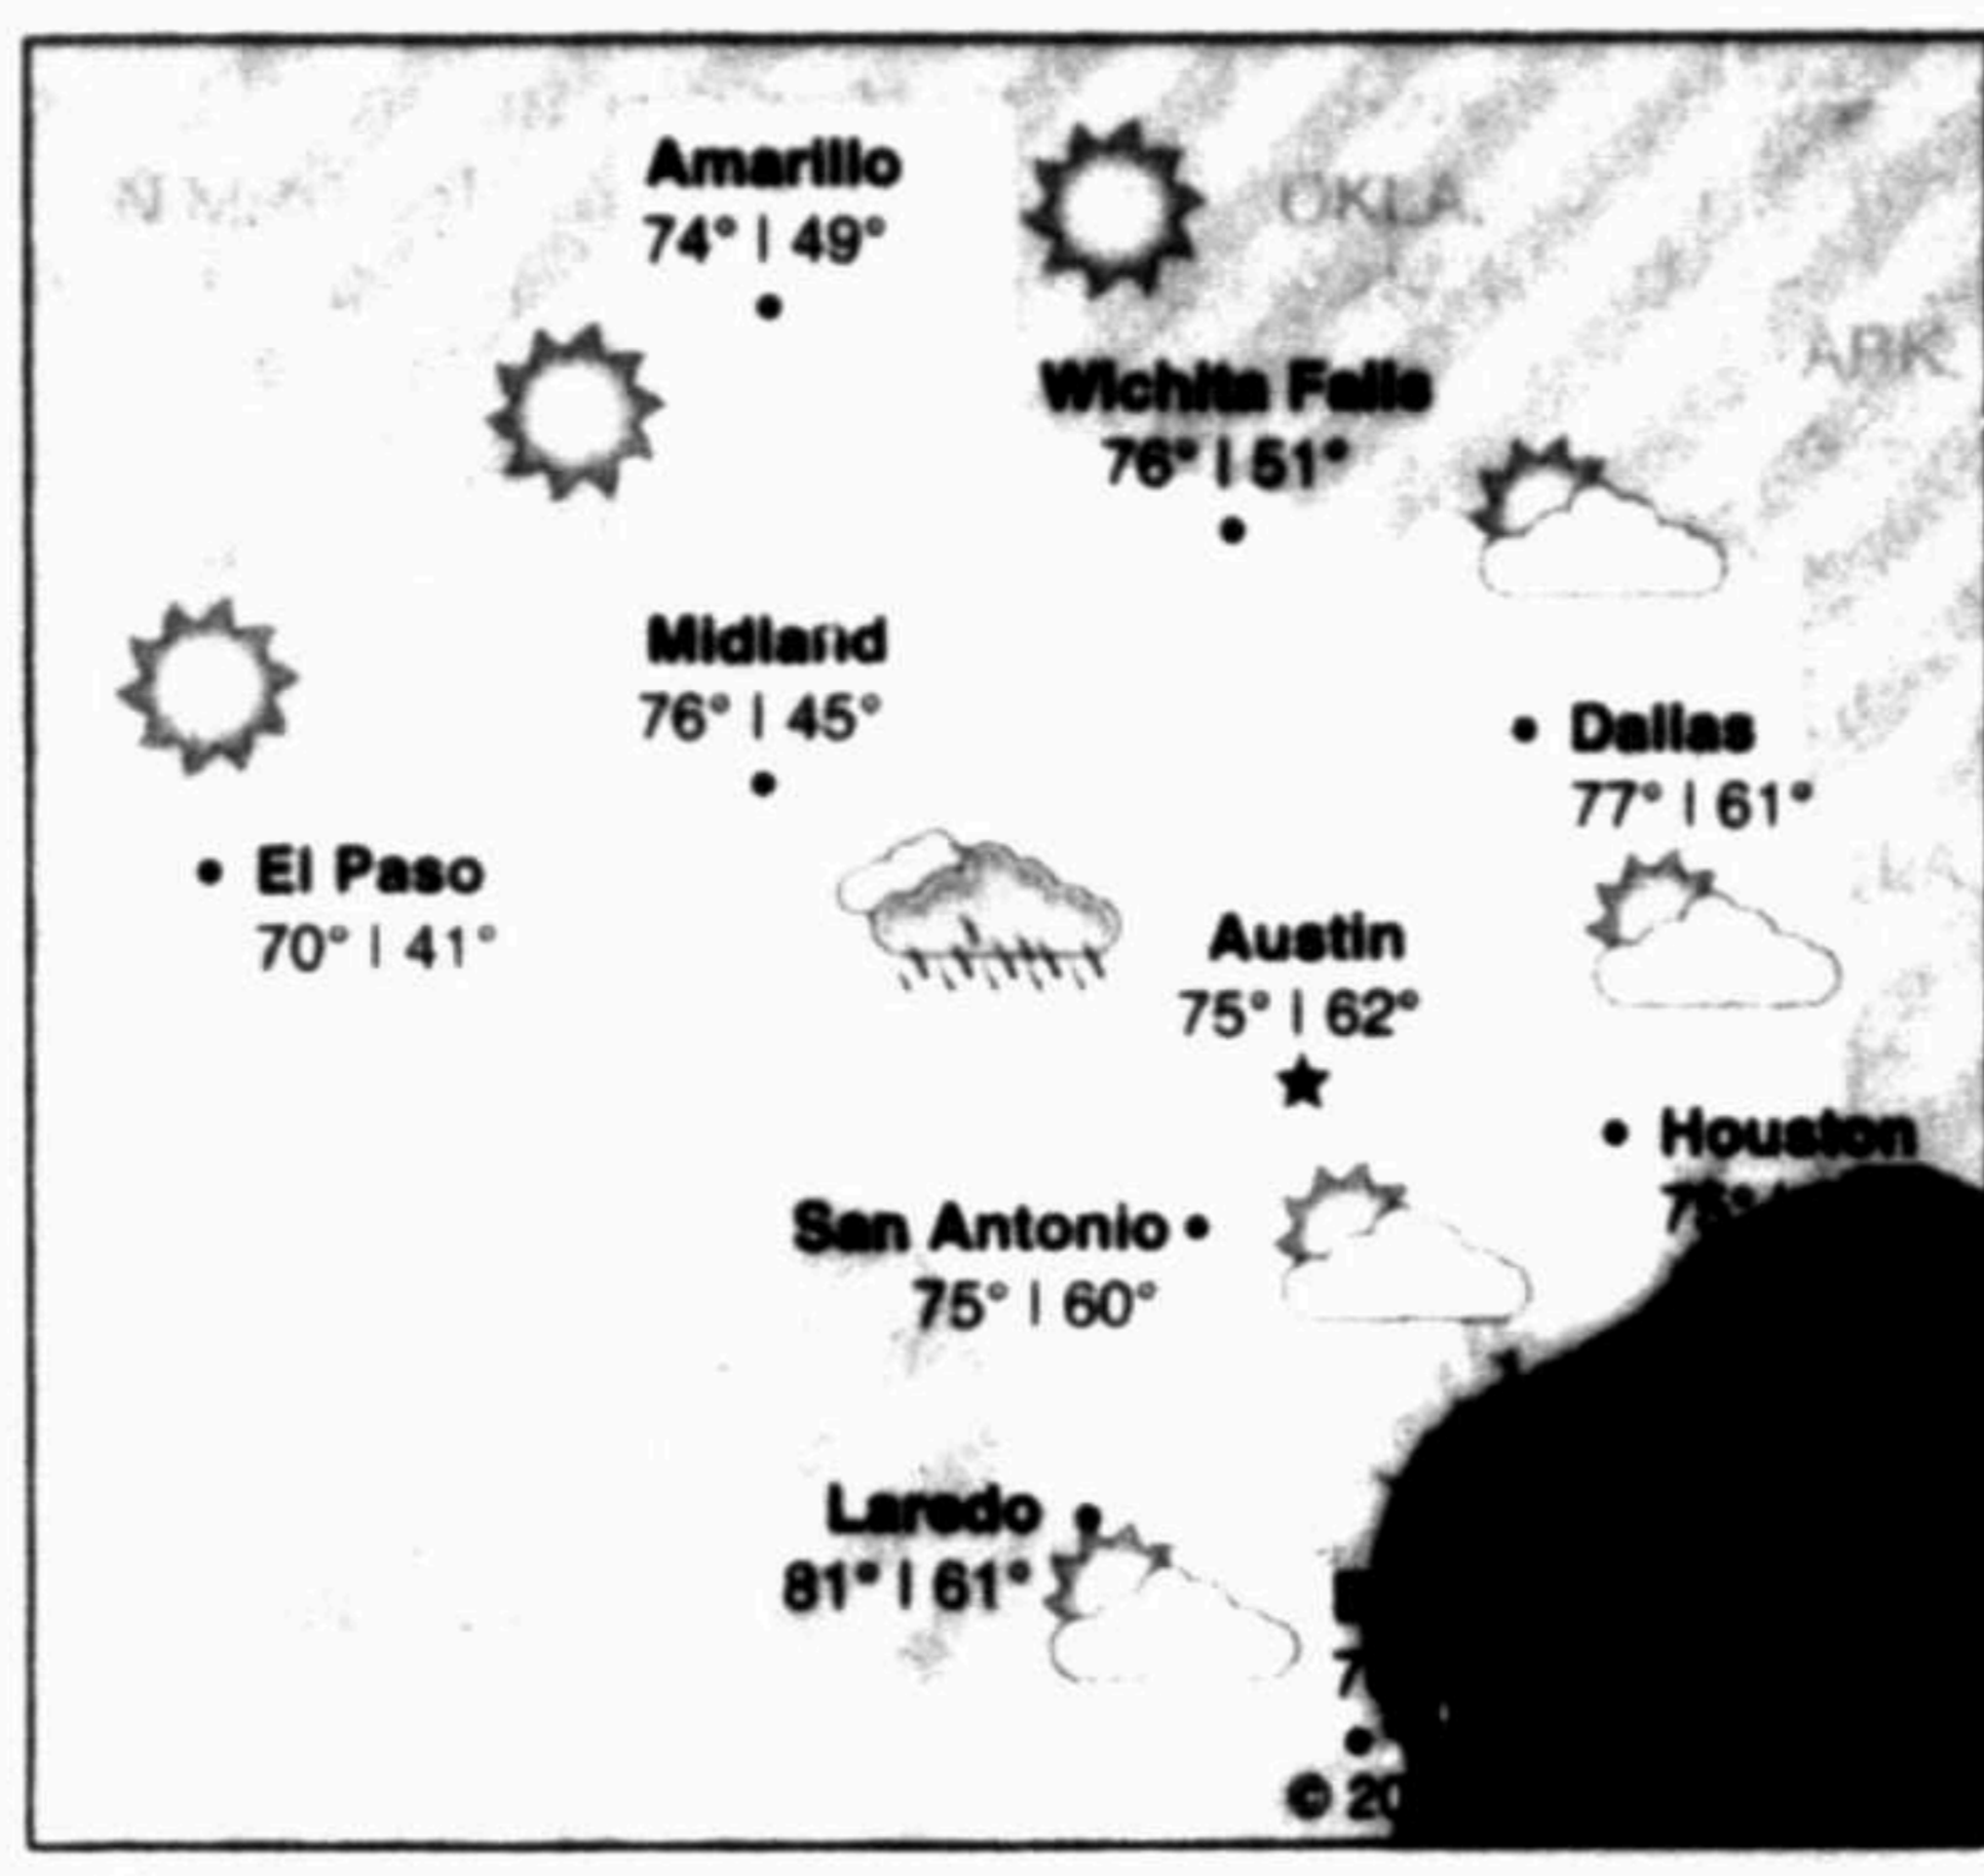 Amarillo
74° | 49°
OKLA.
ARK.
Wichita Falls
76° | 51°
Midland
76° | 45°
Dallas
77° | 61°
El Paso
70° | 41°
Austin
75° | 62°
Houston
San Antonio
75° | 60°
Laredo
81° | 61°
© 20